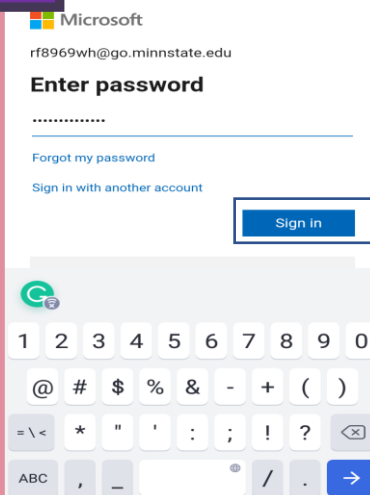 Microsoft
rf8969wh@go.minnstate.edu
Enter password
..............
Forgot my password
Sign in with another account
Sign in
1 2 3 4 5 6 7 8 9 0
@ # $ % & - + ( )
= \ < * " ' : ; ! ?
ABC , _ / .